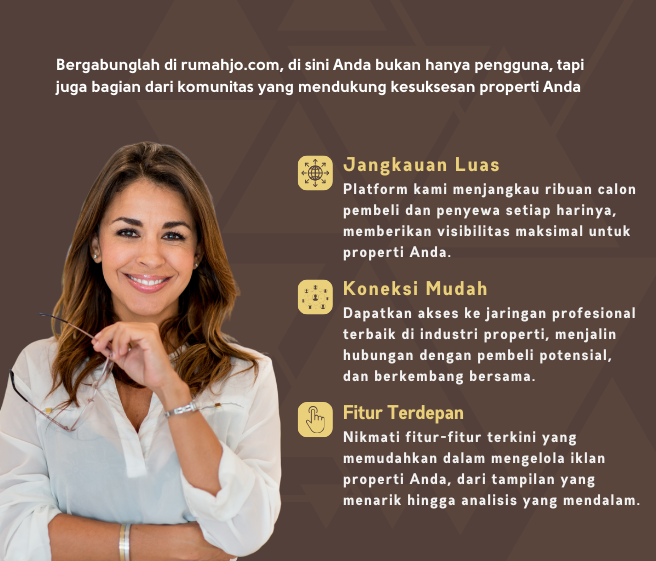 Bergabunglah di rumahjo.com, di sini Anda bukan hanya pengguna, tapi
juga bagian dari komunitas yang mendukung kesuksesan properti Anda
Jangkauan Luas
Platform kami menjangkau ribuan calon
pembeli dan penyewa setiap harinya,
memberikan visibilitas maksimal untuk
properti Anda.
Koneksi Mudah
Dapatkan akses ke jaringan profesional
terbaik di industri properti, menjalin
hubungan dengan pembeli potensial,
dan berkembang bersama.
Fitur Terdepan
Nikmati fitur-fitur terkini yang
memudahkan dalam mengelola iklan
properti Anda, dari tampilan yang
menarik hingga analisis yang mendalam.